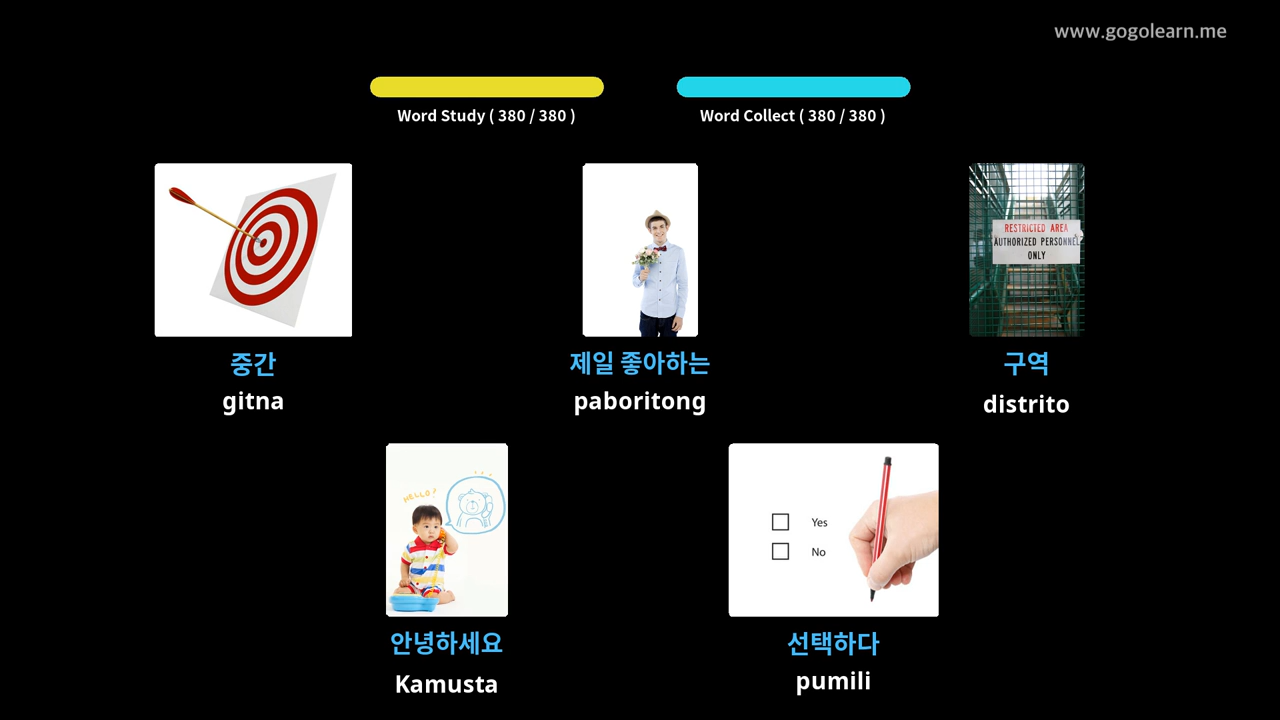 www.gogolearn.me
Word Study ( 380 / 380 )
Word Collect ( 380 / 380 )
RESTRICTED AREA
AUTHORIZED PERSONNEL
ONLY
중간
gitna
제일 좋아하는
paboritong
구역
distrito
HELLO!
Yes
No
안녕하세요
Kamusta
선택하다
pumili